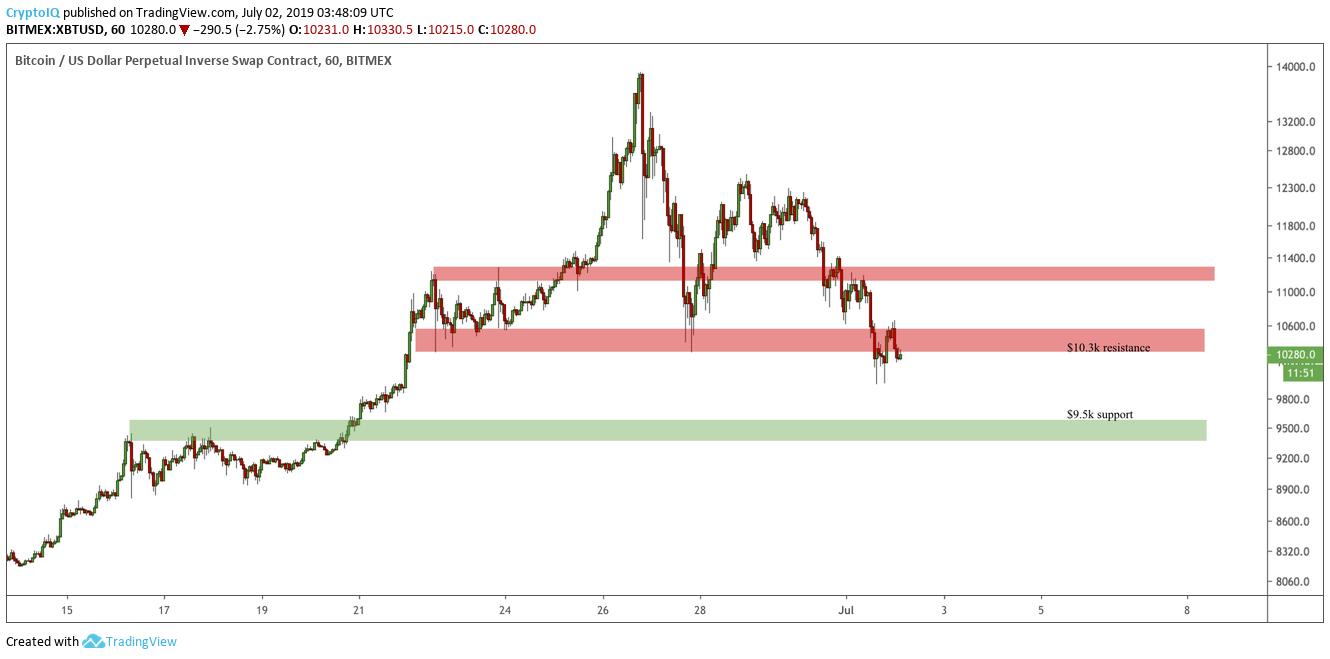 CryptoIQ published on TradingView.com, July 02, 2019 03:48:09 UTC
BITMEX:XBTUSD, 60 10280.0 ▼ −290.5 (−2.75%) O:10231.0 H:10330.5 L:10215.0 C:10280.0
Bitcoin / US Dollar Perpetual Inverse Swap Contract, 60, BITMEX
14000.0
13200.0
12800.0
12300.0
11800.0
11400.0
11000.0
10600.0
$10.3k resistance
10280.0
11:51
9800.0
$9.5k support
9500.0
9200.0
8900.0
8600.0
8320.0
8060.0
15 17 19 21 24 26 28 Jul 3 5 8
Created with TradingView